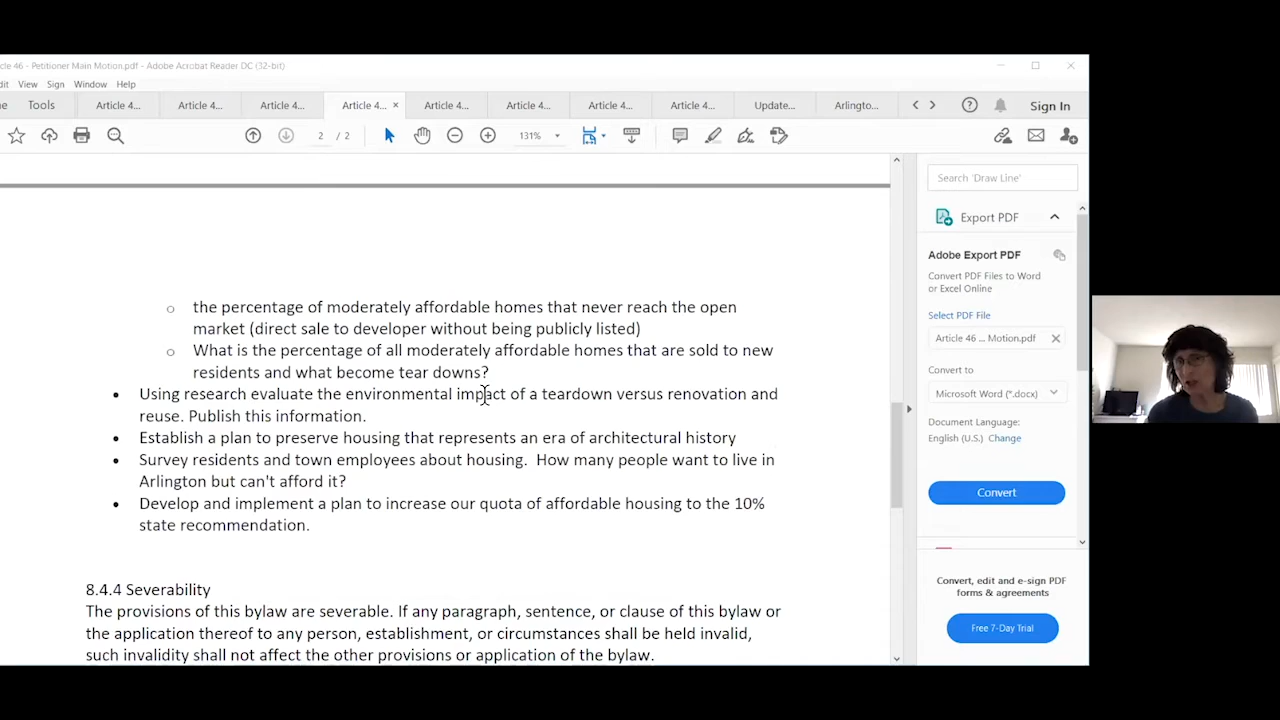 cle 46 - Petitioner Main Motion.pdf - Adobe Acrobat Reader DC (32-bit)
dit View Sign Window Help
e Tools Article 4... Article 4... Article 4... Article 4... × Article 4... Article 4... Article 4... Article 4... Update... Arlingto... Sign In
2 / 2 131%
Search 'Draw Line'
Export PDF
Adobe Export PDF
Convert PDF Files to Word
or Excel Online
Select PDF File
Article 46 ... Motion.pdf
Convert to
Microsoft Word (*.docx)
Document Language:
English (U.S.) Change
Convert
Convert, edit and e-sign PDF
forms & agreements
Free 7-Day Trial
o the percentage of moderately affordable homes that never reach the open
market (direct sale to developer without being publicly listed)
o What is the percentage of all moderately affordable homes that are sold to new
residents and what become tear downs?
• Using research evaluate the environmental impact of a teardown versus renovation and
reuse. Publish this information.
• Establish a plan to preserve housing that represents an era of architectural history
• Survey residents and town employees about housing.  How many people want to live in
Arlington but can't afford it?
• Develop and implement a plan to increase our quota of affordable housing to the 10%
state recommendation.
8.4.4 Severability
The provisions of this bylaw are severable. If any paragraph, sentence, or clause of this bylaw or
the application thereof to any person, establishment, or circumstances shall be held invalid,
such invalidity shall not affect the other provisions or application of the bylaw.